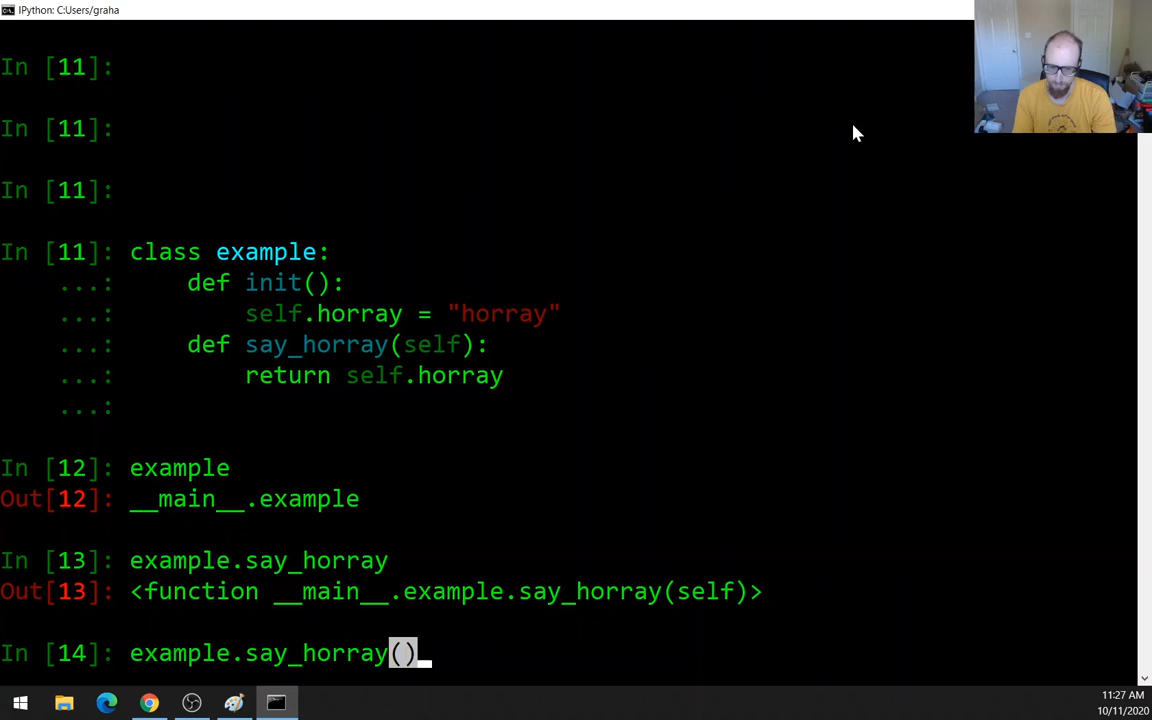 IPython: C:Users/graha
In [11]:
In [11]:
In [11]:
In [11]: class example:
...: def init():
...: self.horray = "horray"
...: def say_horray(self):
...: return self.horray
...:
In [12]: example
Out[12]: __main__.example
In [13]: example.say_horray
Out[13]: <function __main__.example.say_horray(self)>
In [14]: example.say_horray()_
11:27 AM
10/11/2020